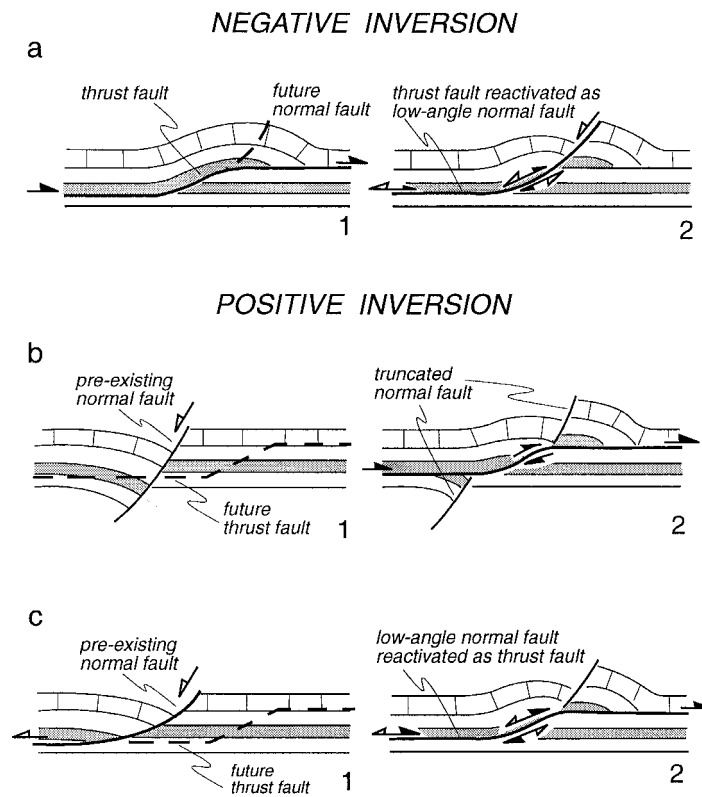 NEGATIVE INVERSION
a
thrust fault
future
normal fault
1
thrust fault reactivated as
low-angle normal fault
2
POSITIVE INVERSION
b
pre-existing
normal fault
future
thrust fault
1
truncated
normal fault
2
c
pre-existing
normal fault
future
thrust fault
1
low-angle normal fault
reactivated as thrust fault
2